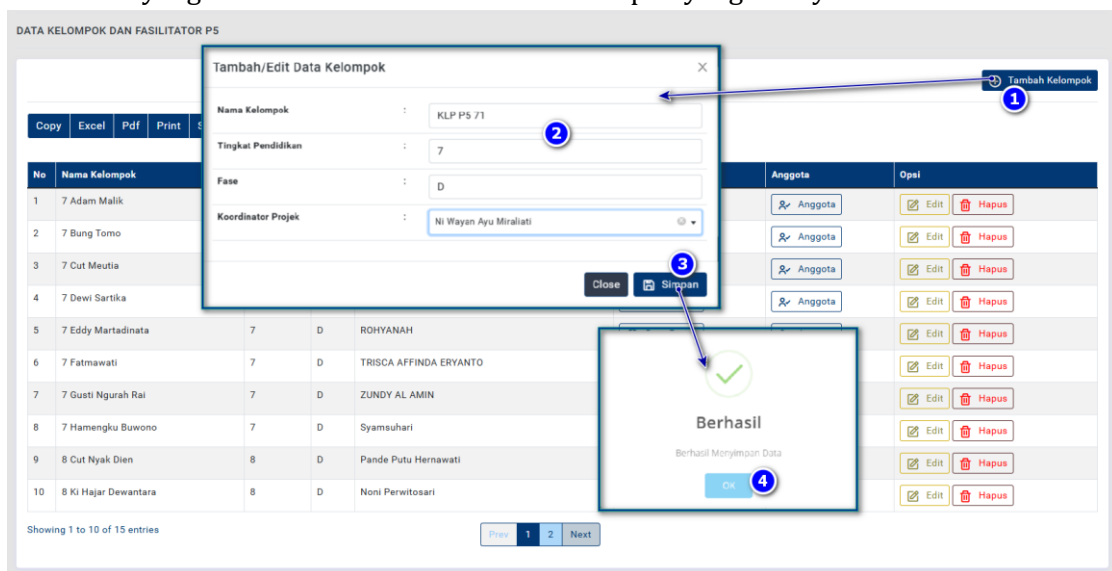 DATA KELOMPOK DAN FASILITATOR P5
Tambah/Edit Data Kelompok
Tambah Kelompok
1
Nama Kelompok : KLP P5 71
2
Copy Excel Pdf Print
Tingkat Pendidikan : 7
No Nama Kelompok Anggota Opsi
Fase : D
1 7 Adam Malik Anggota Edit Hapus
Koordinator Projek : Ni Wayan Ayu Miraliati
2 7 Bung Tomo Anggota Edit Hapus
3 7 Cut Meutia Anggota Edit Hapus
3
Close Simpan
4 7 Dewi Sartika Anggota Edit Hapus
5 7 Eddy Martadinata 7 D ROHYANAH Edit Hapus
6 7 Fatmawati 7 D TRISCA AFFINDA ERYANTO Edit Hapus
7 7 Gusti Ngurah Rai 7 D ZUNDY AL AMIN Edit Hapus
8 7 Hamengku Buwono 7 D Syamsuhari Edit Hapus
Berhasil
Berhasil Menyimpan Data
9 8 Cut Nyak Dien 8 D Pande Putu Hernawati Edit Hapus
OK 4
10 8 Ki Hajar Dewantara 8 D Noni Perwitosari Edit Hapus
Showing 1 to 10 of 15 entries
Prev 1 2 Next